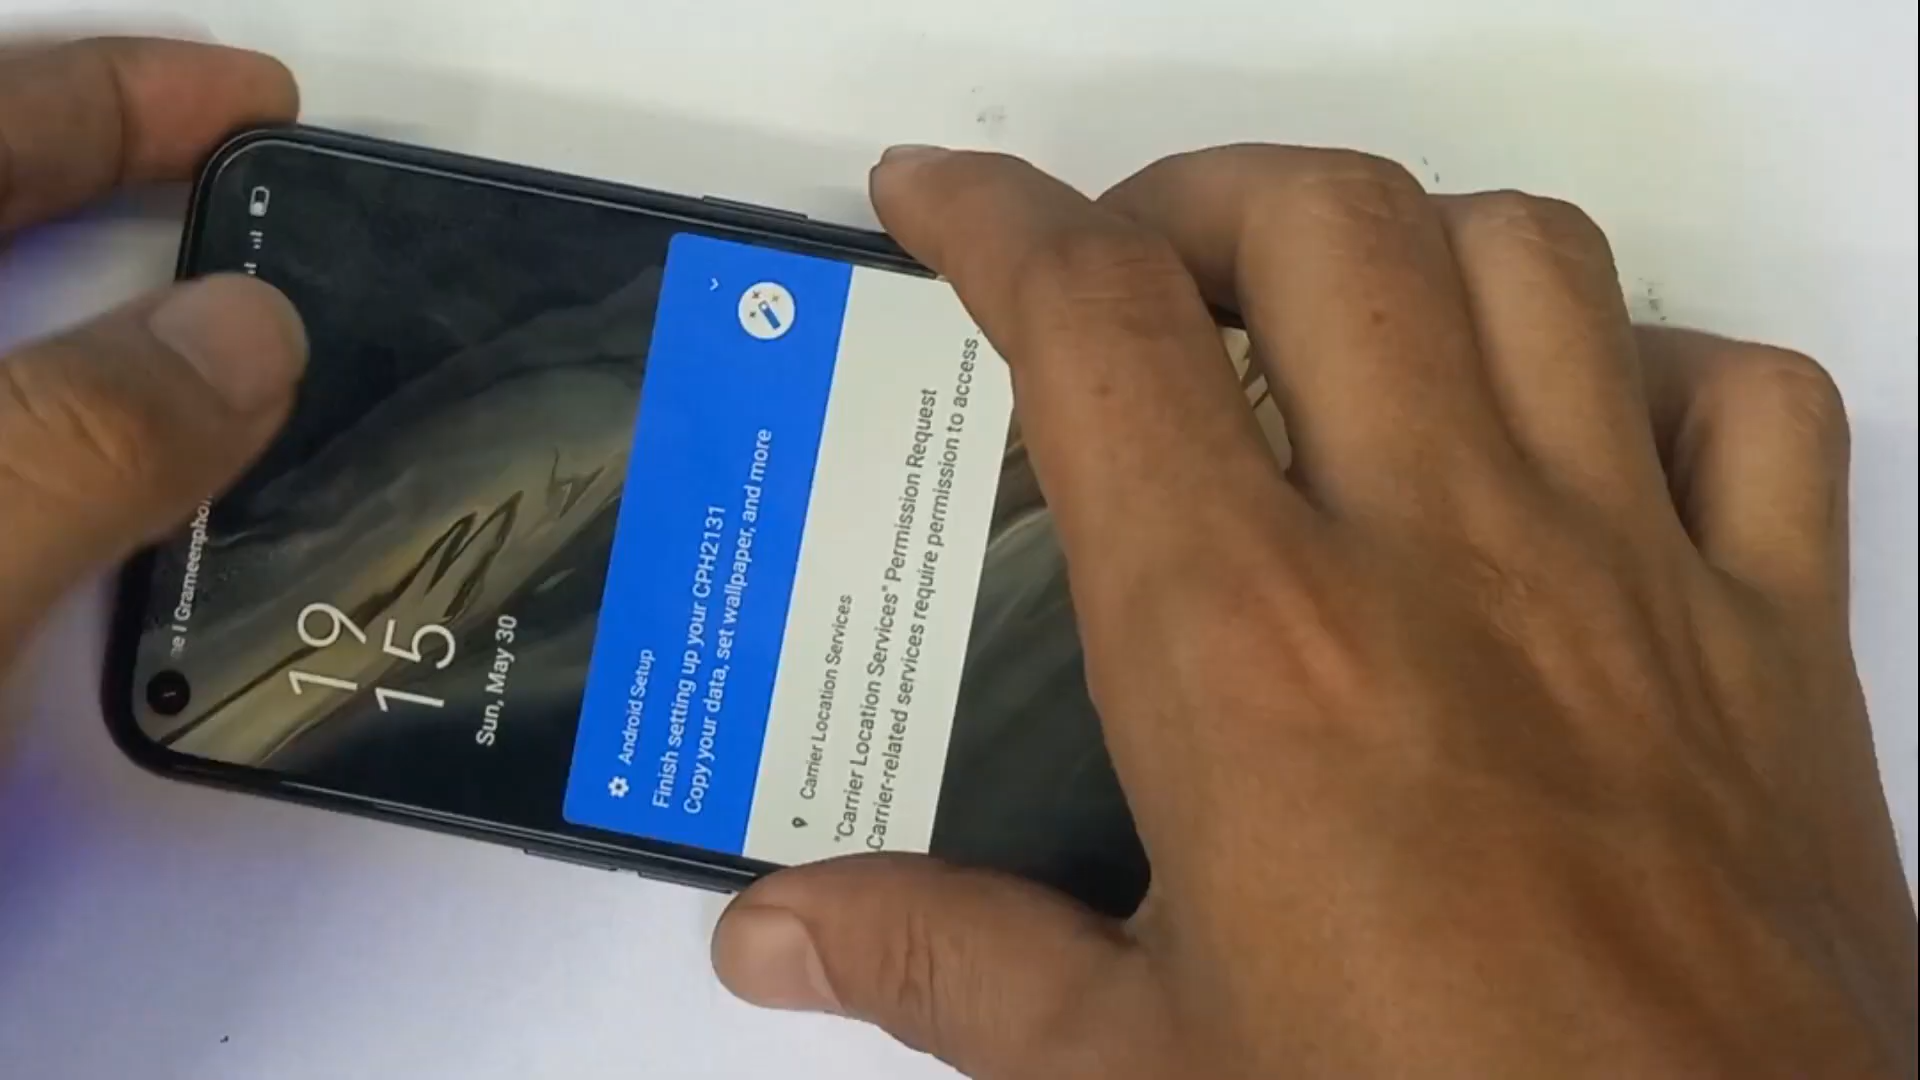 Grameenphone
19
15
Sun, May 30
Android Setup
Finish setting up your CPH2131
Copy your data, set wallpaper, and more
Carrier Location Services
"Carrier Location Services" Permission Request
Carrier-related services require permission to access